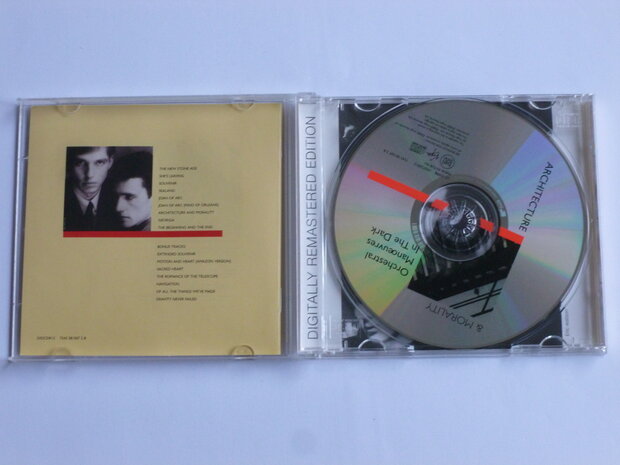 THE NEW STONE AGE
SHE'S LEAVING
SOUVENIR
SEALAND
JOAN OF ARC
JOAN OF ARC (MAID OF ORLEANS)
ARCHITECTURE AND MORALITY
GEORGIA
THE BEGINNING AND THE END
BONUS TRACKS
EXTENDED SOUVENIR
MOTION AND HEART (AMAZON VERSION)
SACRED HEART
THE ROMANCE OF THE TELESCOPE
NAVIGATION
OF ALL THE THINGS WE'VE MADE
GRAVITY NEVER FAILED
DIGITALLY REMASTERED EDITION
ARCHITECTURE
& MORALITY
Orchestral
Manœuvres
In The Dark